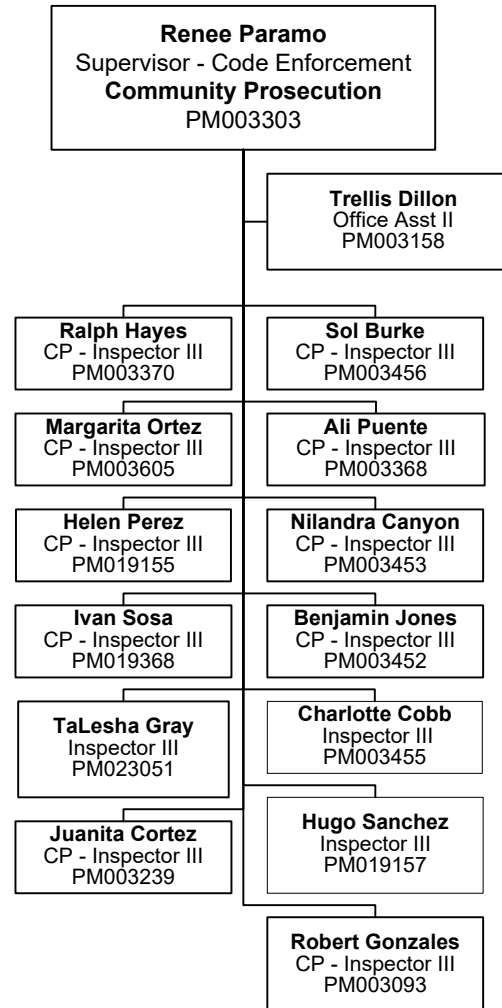 Renee Paramo
Supervisor - Code Enforcement
Community Prosecution
PM003303
Trellis Dillon
Office Asst II
PM003158
Ralph Hayes
CP - Inspector III
PM003370
Sol Burke
CP - Inspector III
PM003456
Margarita Ortez
CP - Inspector III
PM003605
Ali Puente
CP - Inspector III
PM003368
Helen Perez
CP - Inspector III
PM019155
Nilandra Canyon
CP - Inspector III
PM003453
Ivan Sosa
CP - Inspector III
PM019368
Benjamin Jones
CP - Inspector III
PM003452
TaLesha Gray
Inspector III
PM023051
Charlotte Cobb
Inspector III
PM003455
Juanita Cortez
CP - Inspector III
PM003239
Hugo Sanchez
Inspector III
PM019157
Robert Gonzales
CP - Inspector III
PM003093